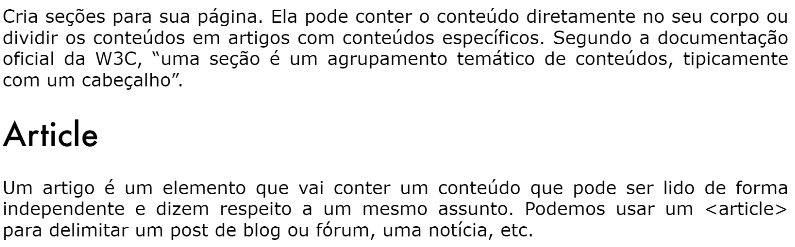 Cria seções para sua página. Ela pode conter o conteúdo diretamente no seu corpo ou
dividir os conteúdos em artigos com conteúdos específicos. Segundo a documentação
oficial da W3C, “uma seção é um agrupamento temático de conteúdos, tipicamente
com um cabeçalho”.
Article
Um artigo é um elemento que vai conter um conteúdo que pode ser lido de forma
independente e dizem respeito a um mesmo assunto. Podemos usar um <article>
para delimitar um post de blog ou fórum, uma notícia, etc.